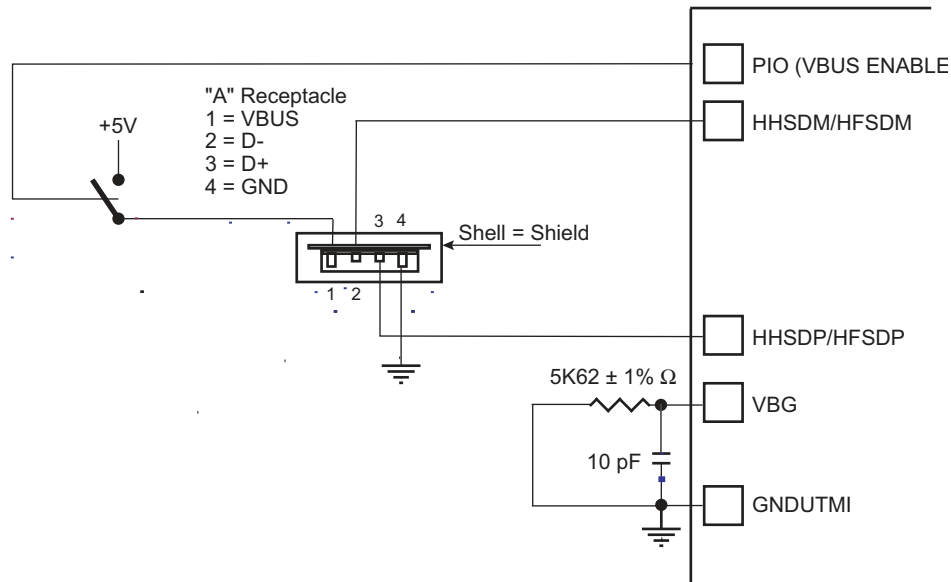 PIO (VBUS ENABLE
"A" Receptacle
1 = VBUS
2 = D-
3 = D+
4 = GND
+5V
HHSDM/HFSDM
3 4
Shell = Shield
1 2
HHSDP/HFSDP
5K62 ± 1% Ω
VBG
10 pF
GNDUTMI